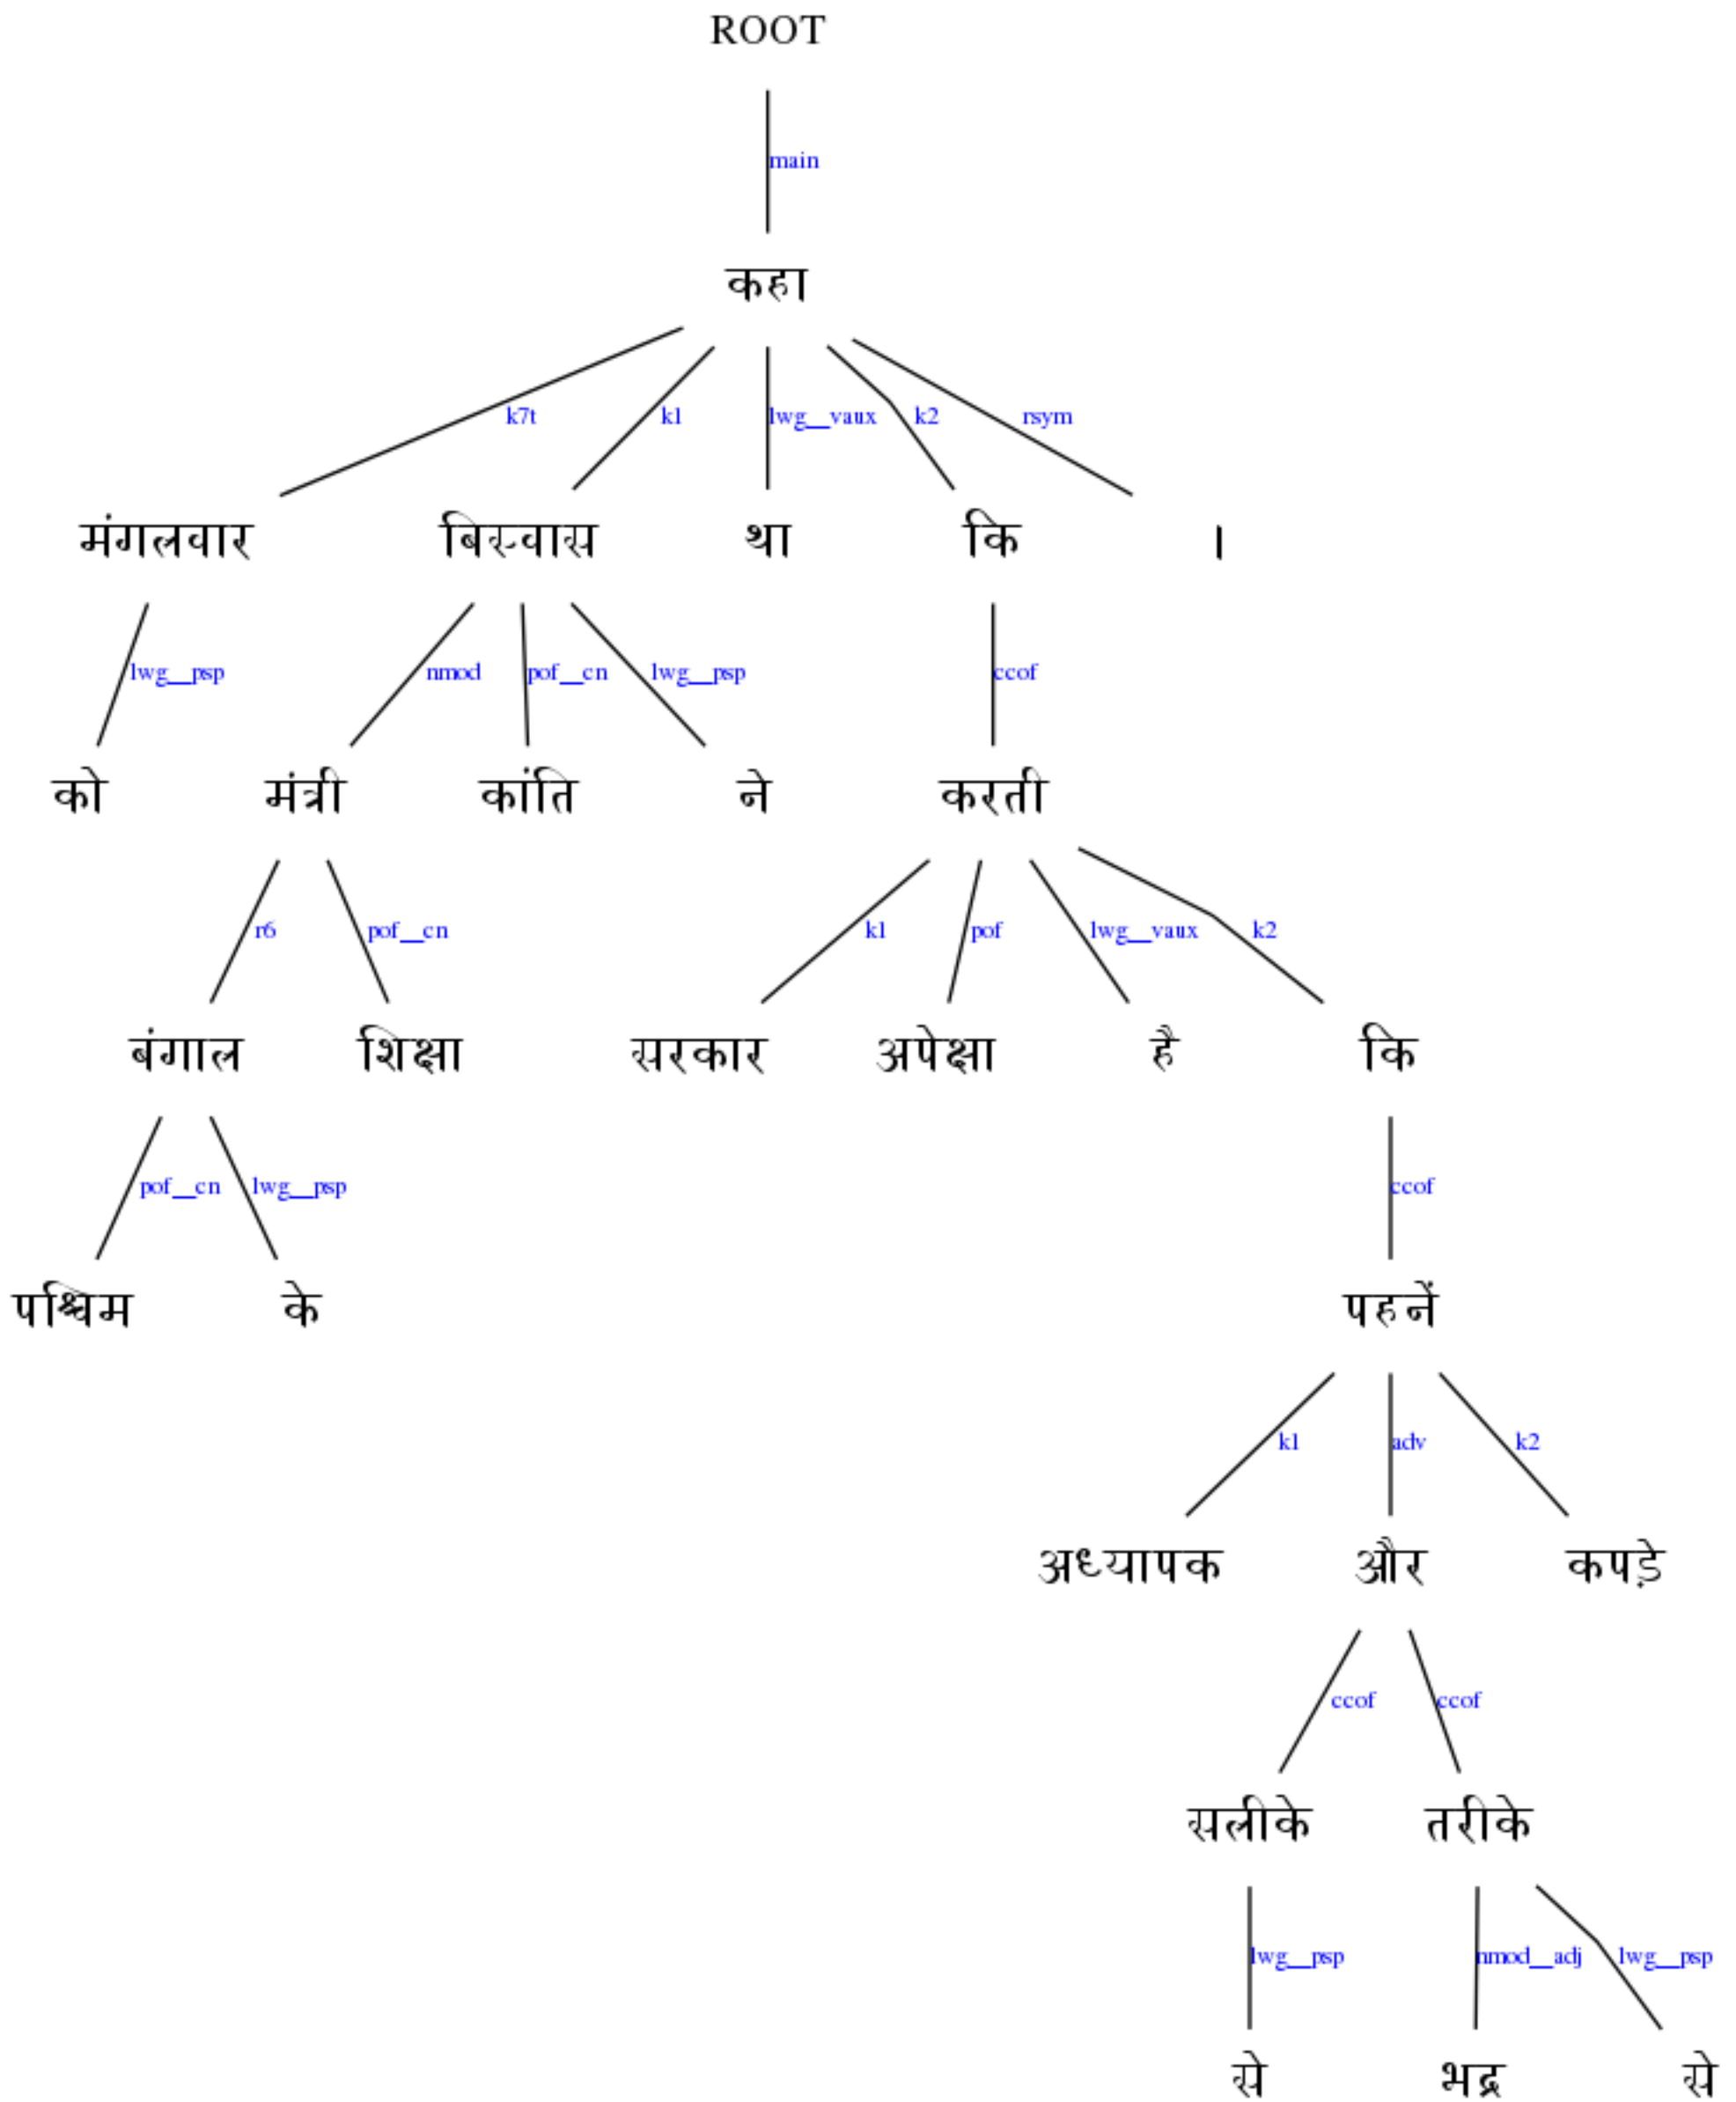 ROOT
main
कहा
k7t k1 lwg__vaux k2 rsym
मंगलवार बिस्वास था कि ।
lwg__psp nmod pof__cn lwg__psp ccof
को मंत्री कांति ने करती
r6 pof__cn k1 pof lwg__vaux k2
बंगाल शिक्षा सरकार अपेक्षा है कि
pof__cn lwg__psp ccof
पश्चिम के पहनें
k1 adv k2
अध्यापक और कपड़े
ccof ccof
सलीके तरीके
lwg__psp nmod__adj lwg__psp
से भद्र से